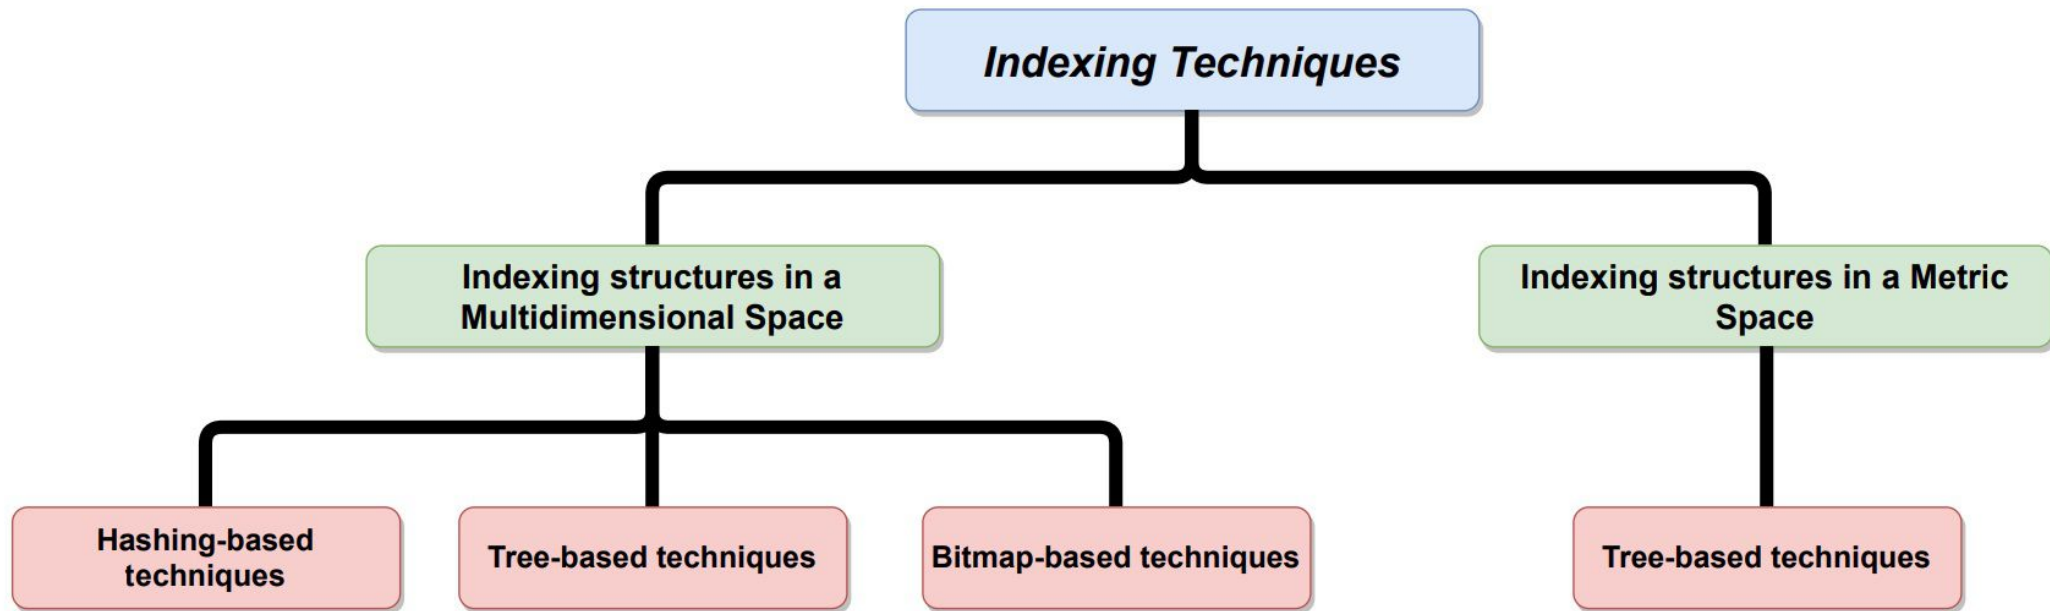 Indexing Techniques
Indexing structures in a
Multidimensional Space
Indexing structures in a Metric
Space
Hashing-based
techniques
Tree-based techniques
Bitmap-based techniques
Tree-based techniques